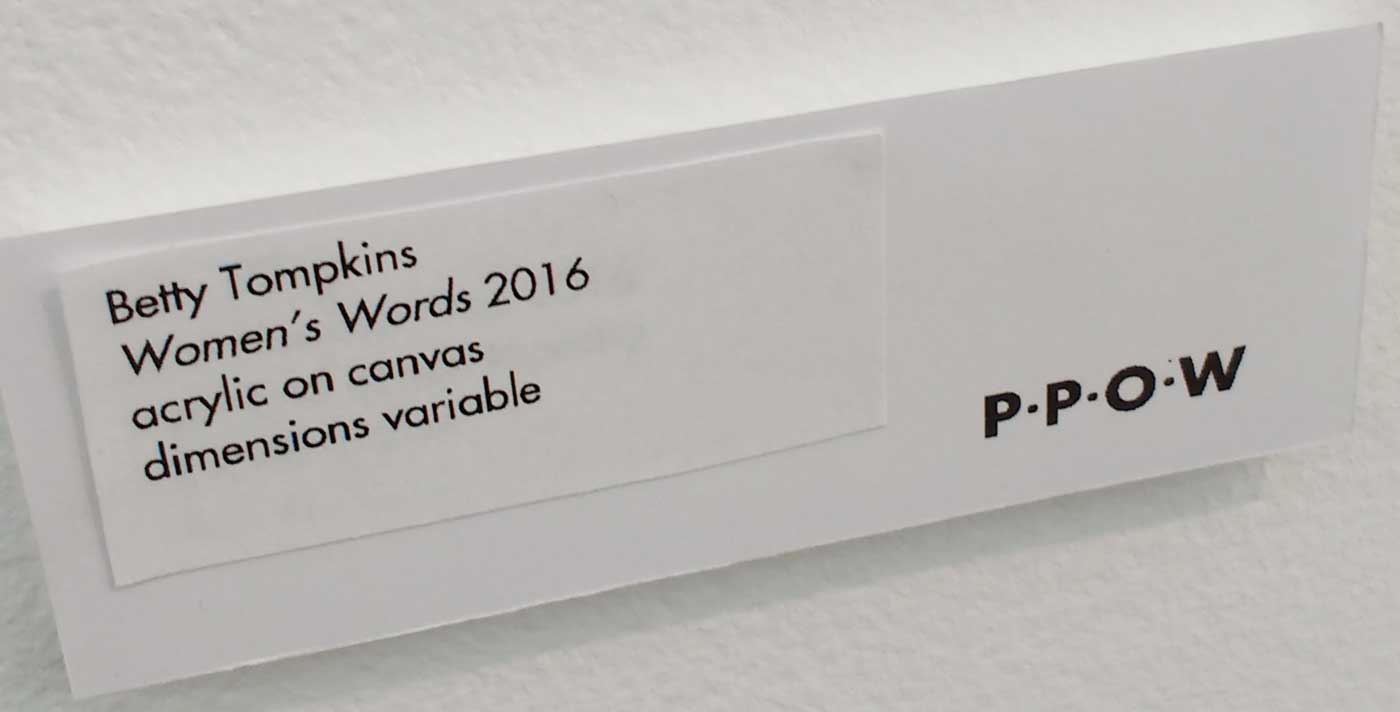 Betty Tompkins
Women's Words 2016
acrylic on canvas
dimensions variable
P·P·O·W